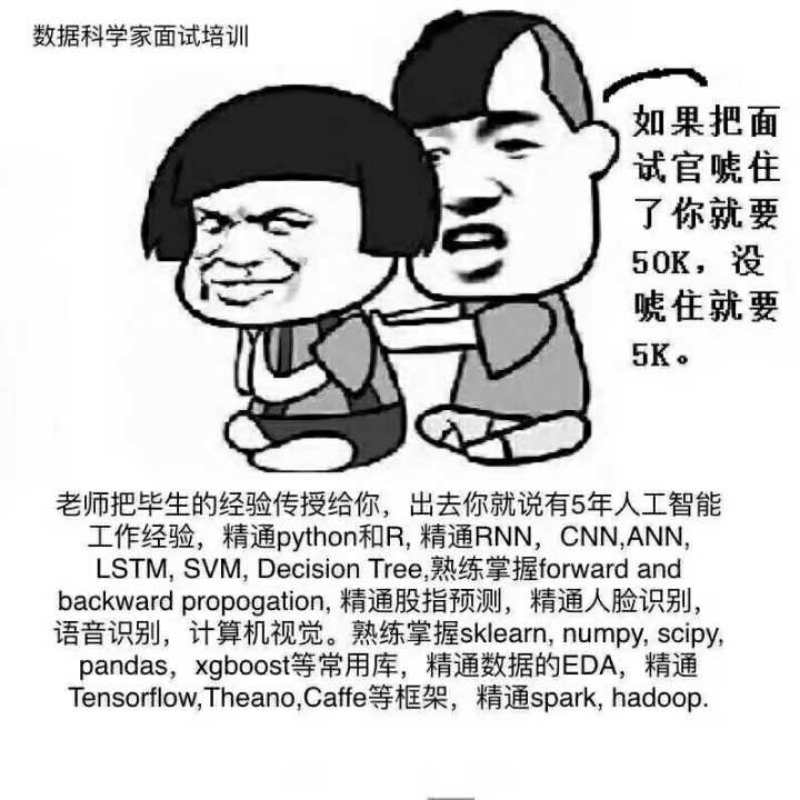 数据科学家面试培训
如果把面
试官唬住
了你就要
50K，没
唬住就要
5K。
老师把毕生的经验传授给你，出去你就说有5年人工智能
工作经验，精通python和R, 精通RNN，CNN,ANN,
LSTM, SVM, Decision Tree,熟练掌握forward and
backward propogation, 精通股指预测，精通人脸识别，
语音识别，计算机视觉。熟练掌握sklearn, numpy, scipy,
pandas，xgboost等常用库，精通数据的EDA，精通
Tensorflow,Theano,Caffe等框架，精通spark, hadoop.